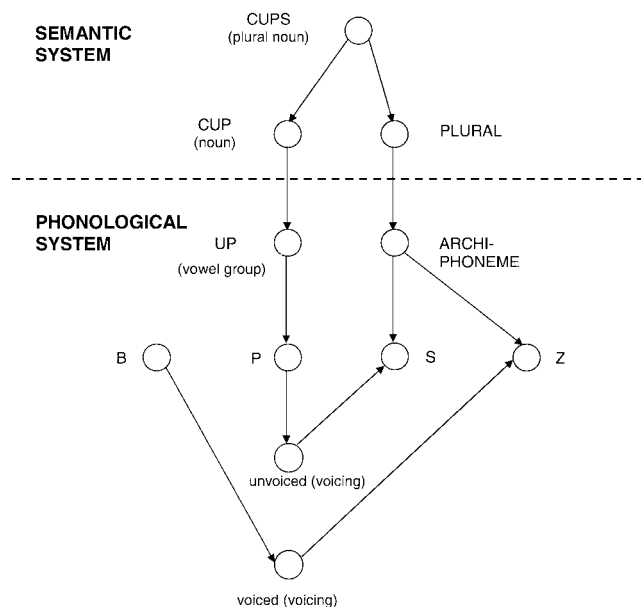 SEMANTIC
SYSTEM
CUPS
(plural noun)
CUP
(noun)
PLURAL
PHONOLOGICAL
SYSTEM
UP
(vowel group)
ARCHI-
PHONEME
B
P
S
Z
unvoiced (voicing)
voiced (voicing)